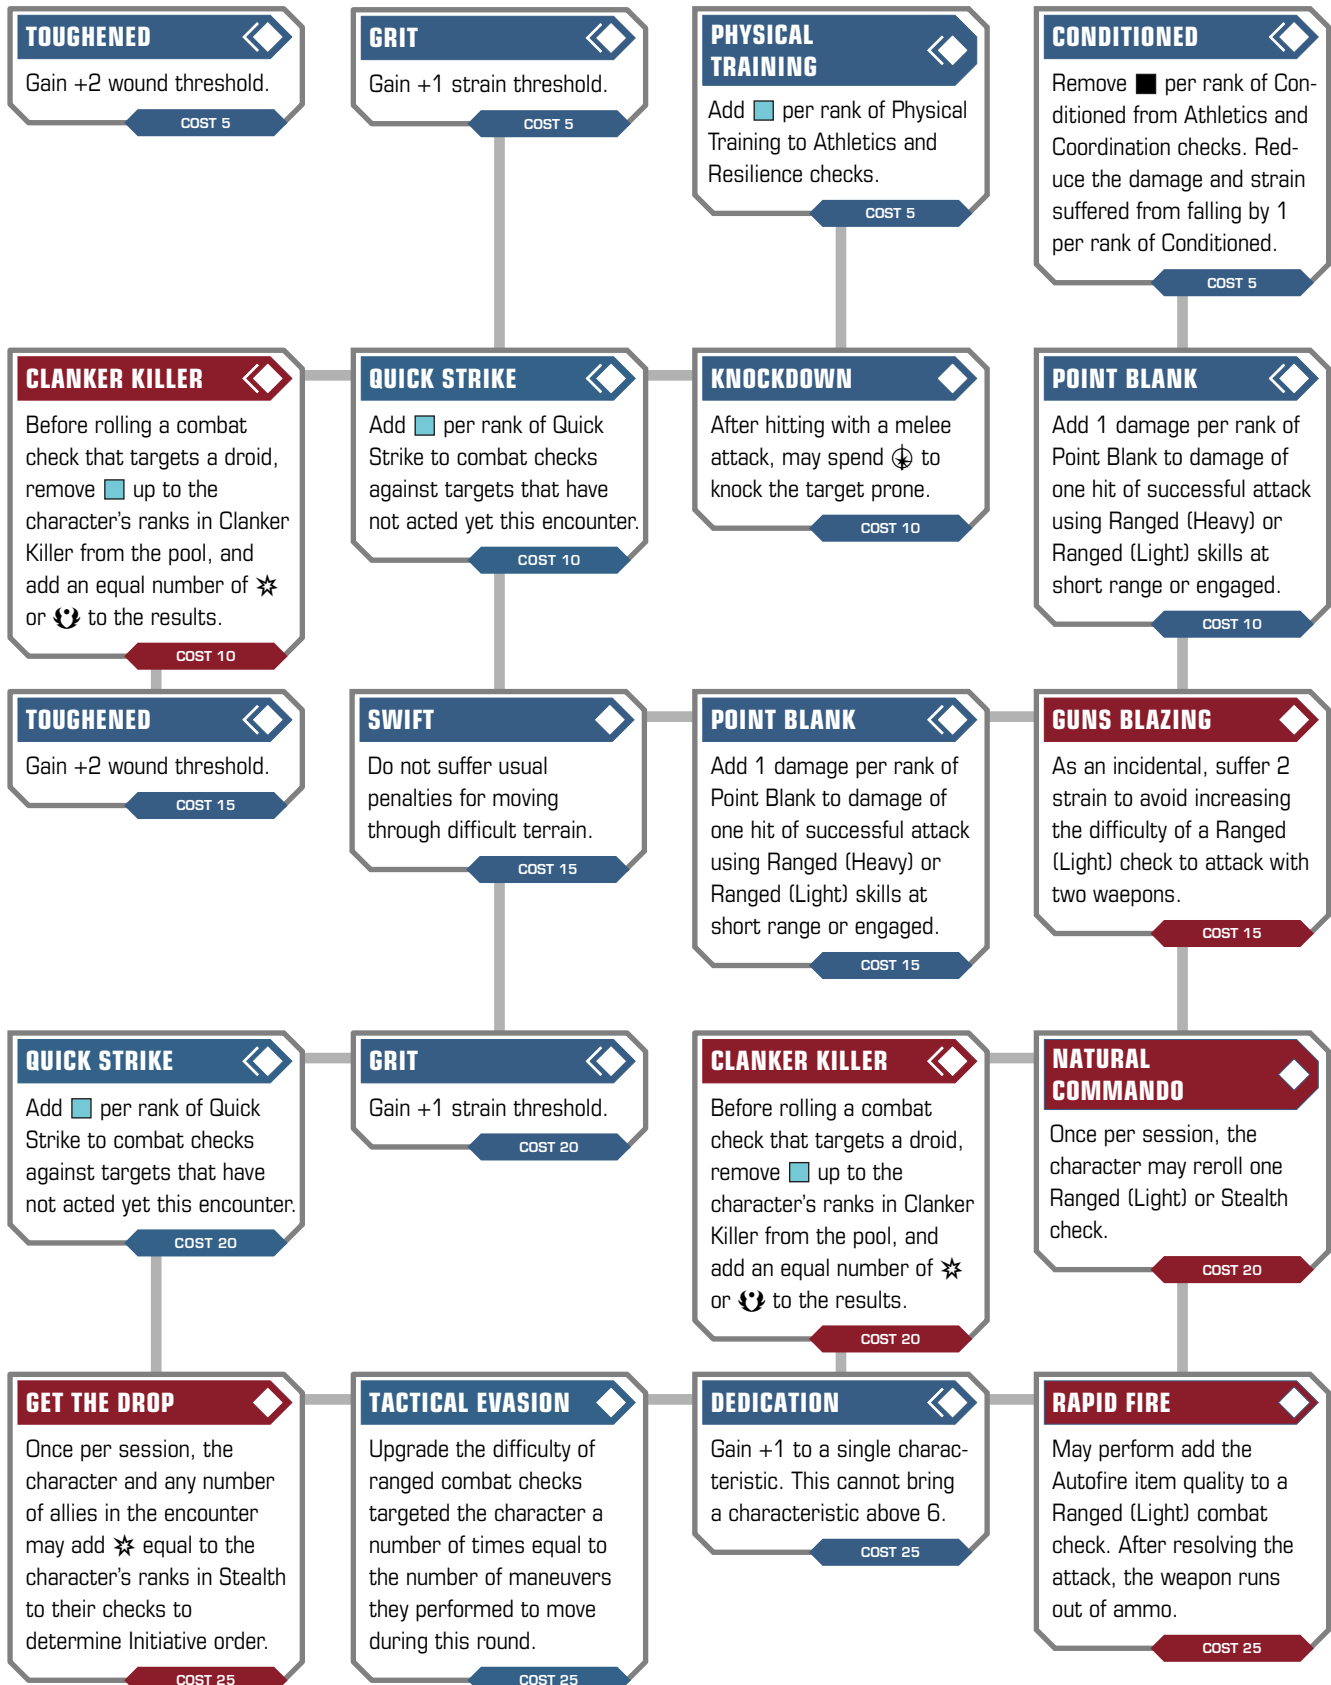 TOUGHENED
Gain +2 wound threshold.
COST 5
GRIT
Gain +1 strain threshold.
COST 5
PHYSICAL
TRAINING
Add per rank of Physical
Training to Athletics and
Resilience checks.
COST 5
CONDITIONED
Remove per rank of Con-
ditioned from Athletics and
Coordination checks. Red-
uce the damage and strain
suffered from falling by 1
per rank of Conditioned.
COST 5
CLANKER KILLER
Before rolling a combat
check that targets a droid,
remove up to the
character's ranks in Clanker
Killer from the pool, and
add an equal number of
or to the results.
COST 10
QUICK STRIKE
Add per rank of Quick
Strike to combat checks
against targets that have
not acted yet this encounter.
COST 10
KNOCKDOWN
After hitting with a melee
attack, may spend to
knock the target prone.
COST 10
POINT BLANK
Add 1 damage per rank of
Point Blank to damage of
one hit of successful attack
using Ranged (Heavy) or
Ranged (Light) skills at
short range or engaged.
COST 10
TOUGHENED
Gain +2 wound threshold.
COST 15
SWIFT
Do not suffer usual
penalties for moving
through difficult terrain.
COST 15
POINT BLANK
Add 1 damage per rank of
Point Blank to damage of
one hit of successful attack
using Ranged (Heavy) or
Ranged (Light) skills at
short range or engaged.
COST 15
GUNS BLAZING
As an incidental, suffer 2
strain to avoid increasing
the difficulty of a Ranged
(Light) check to attack with
two waepons.
COST 15
QUICK STRIKE
Add per rank of Quick
Strike to combat checks
against targets that have
not acted yet this encounter.
COST 20
GRIT
Gain +1 strain threshold.
COST 20
CLANKER KILLER
Before rolling a combat
check that targets a droid,
remove up to the
character's ranks in Clanker
Killer from the pool, and
add an equal number of
or to the results.
COST 20
NATURAL
COMMANDO
Once per session, the
character may reroll one
Ranged (Light) or Stealth
check.
COST 20
GET THE DROP
Once per session, the
character and any number
of allies in the encounter
may add equal to the
character's ranks in Stealth
to their checks to
determine Initiative order.
COST 25
TACTICAL EVASION
Upgrade the difficulty of
ranged combat checks
targeted the character a
number of times equal to
the number of maneuvers
they performed to move
during this round.
COST 25
DEDICATION
Gain +1 to a single charac-
teristic. This cannot bring
a characteristic above 6.
COST 25
RAPID FIRE
May perform add the
Autofire item quality to a
Ranged (Light) combat
check. After resolving the
attack, the weapon runs
out of ammo.
COST 25